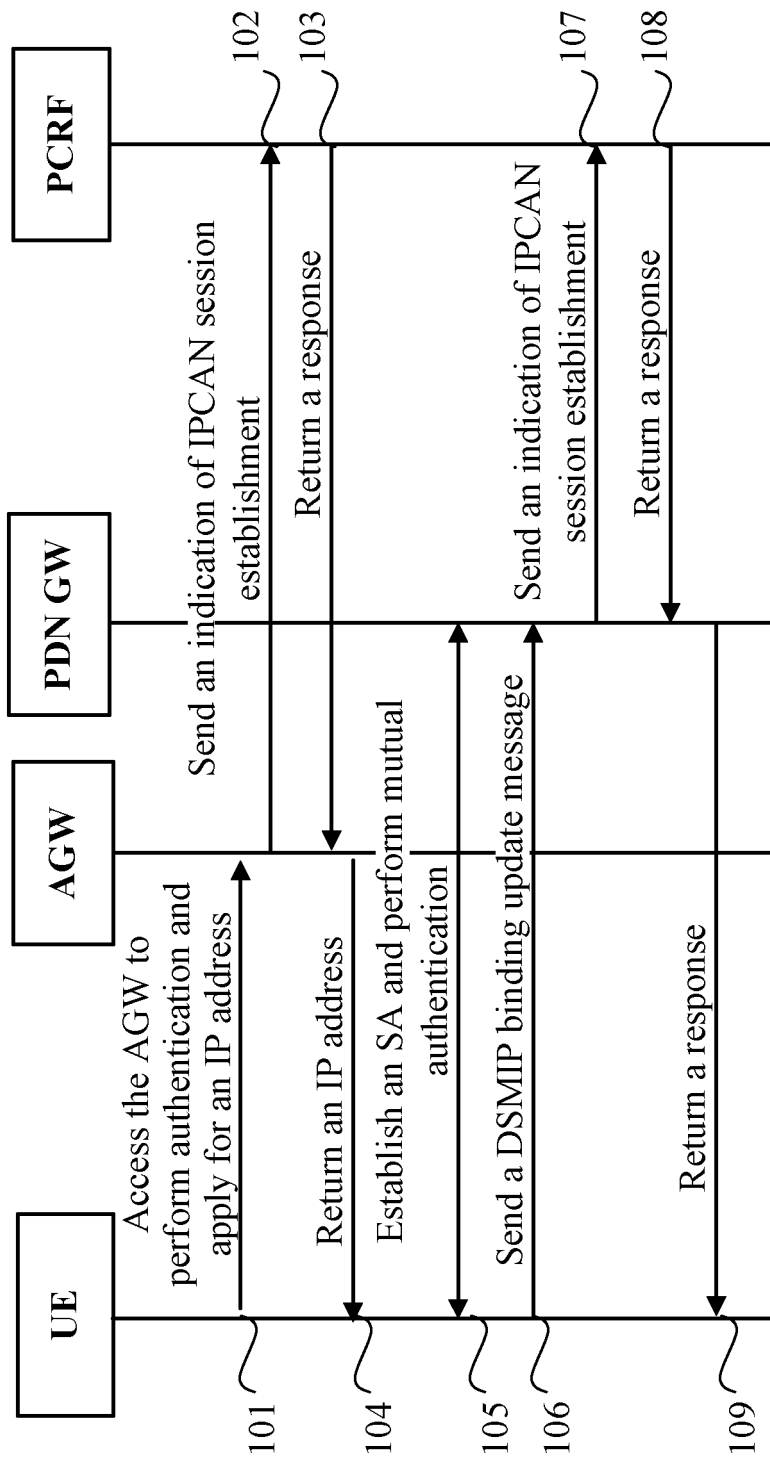 UE
AGW
PDN GW
PCRF
Access the AGW to
perform authentication and
apply for an IP address
101
Send an indication of IPCAN session
establishment
102
Return a response
103
Return an IP address
104
Establish an SA and perform mutual
authentication
105
Send a DSMIP binding update message
106
Send an indication of IPCAN
session establishment
107
Return a response
108
Return a response
109